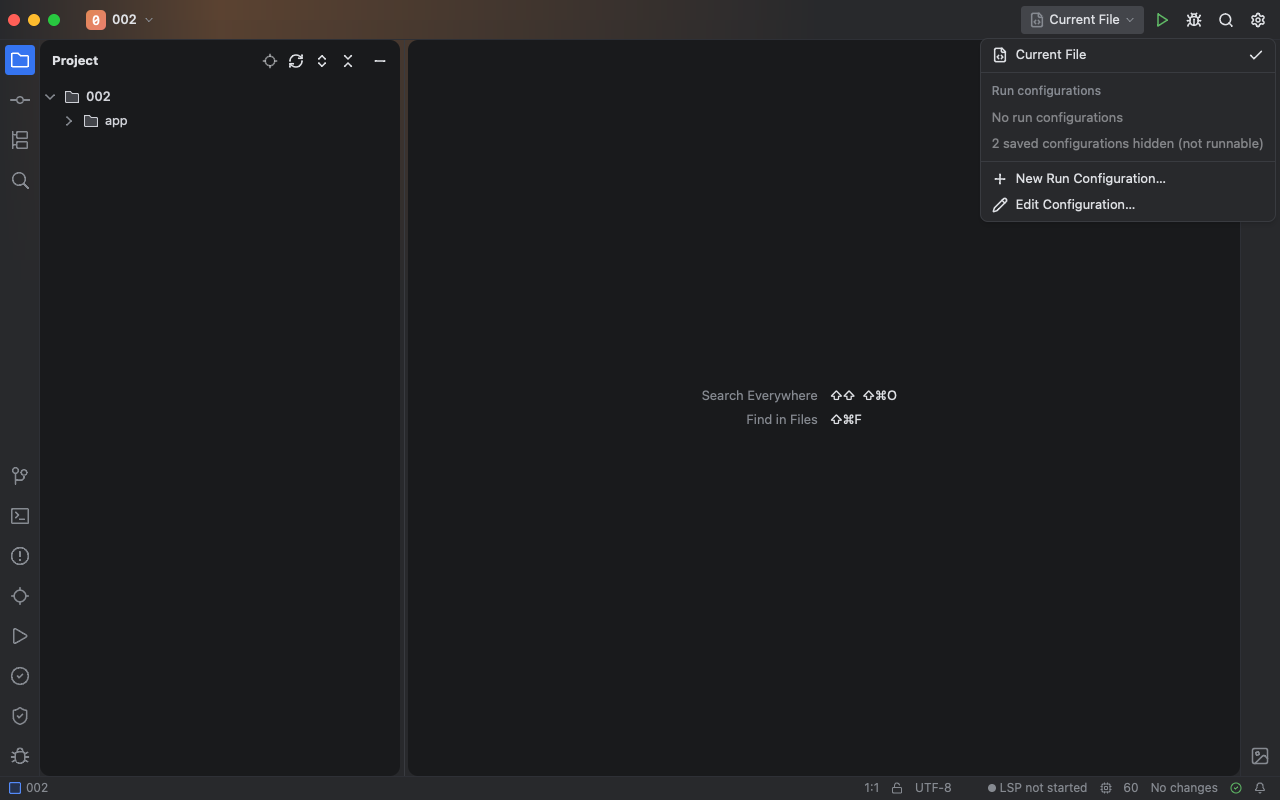 002
Current File
Project
Current File
Run configurations
No run configurations
2 saved configurations hidden (not runnable)
New Run Configuration...
Edit Configuration...
002
app
Search Everywhere ⇧⇧ ⇧⌘O
Find in Files ⇧⌘F
002
1:1
UTF-8
LSP not started
60
No changes